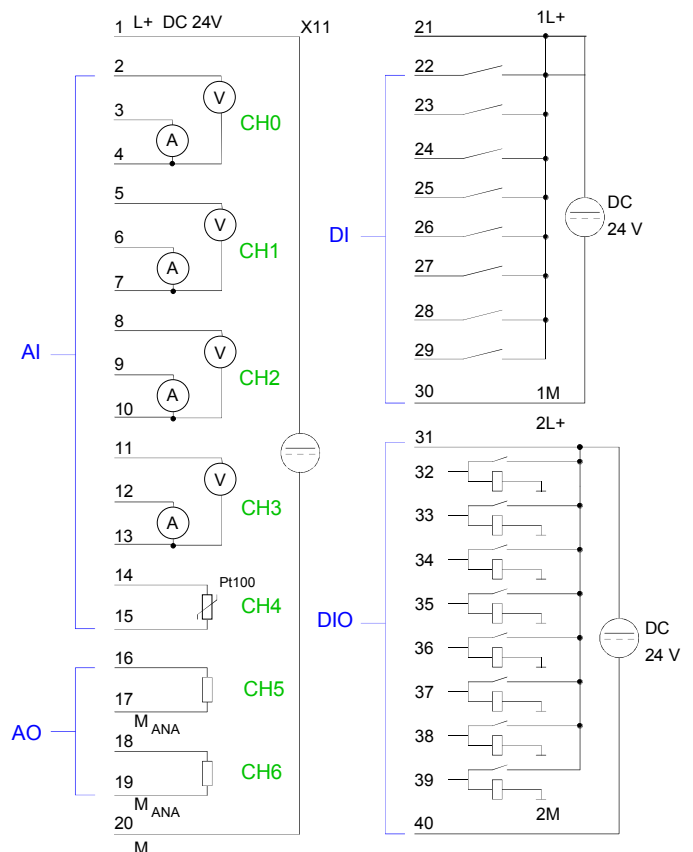 1 L+ DC 24V X11
2
V
3
CH0
A
4
5
V
6
CH1
A
7
8
V
AI
9
CH2
A
10
11
V
12
CH3
A
13
14
Pt100
CH4
15
16
CH5
17
M ANA
AO
18
CH6
19
M ANA
20
M
21 1L+
22
V
23
24
25
DC
24 V
DI
26
27
28
29
30 1M
2L+
31
32
33
34
35
DIO
36
DC
24 V
37
38
39
2M
40